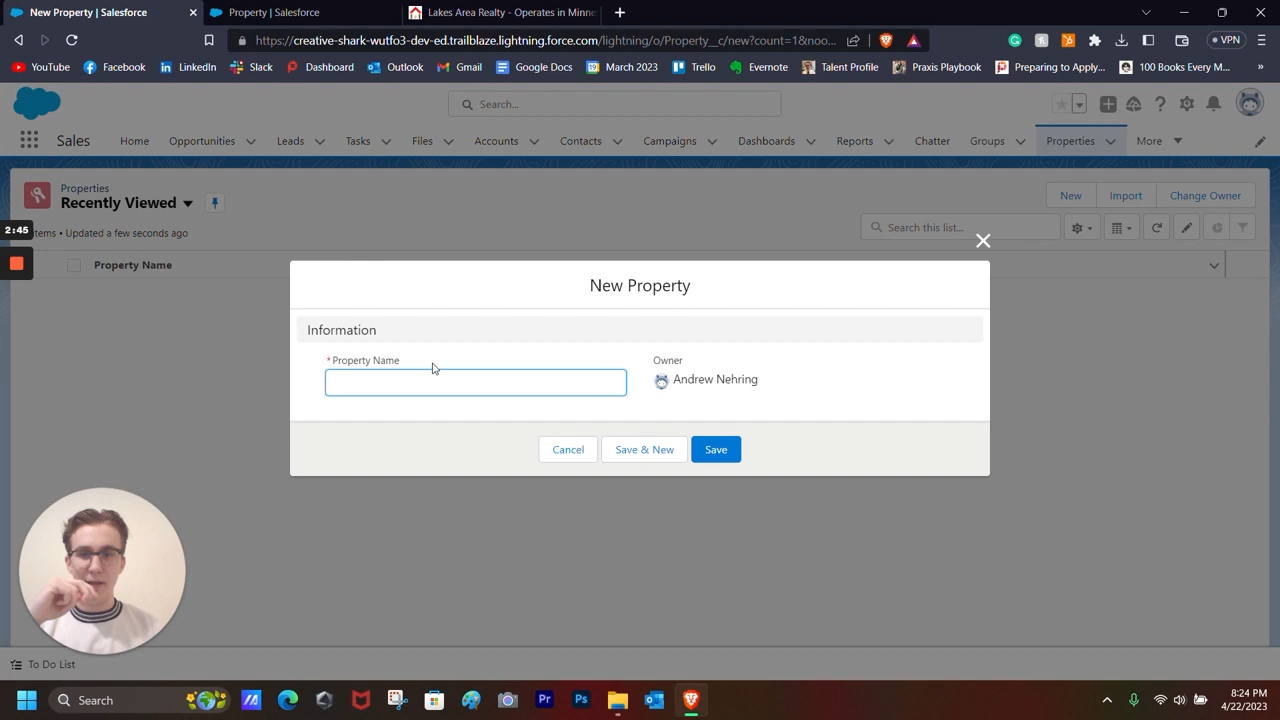 New Property | Salesforce
Property | Salesforce
Lakes Area Realty - Operates in Minne
https://creative-shark-wutfo3-dev-ed.trailblaze.lightning.force.com/lightning/o/Property__c/new?count=1&noo...
VPN
YouTube
Facebook
LinkedIn
Slack
Dashboard
Outlook
Gmail
Google Docs
March 2023
Trello
Evernote
Talent Profile
Praxis Playbook
Preparing to Apply...
100 Books Every M...
»
Search...
Sales
Home
Opportunities
Leads
Tasks
Files
Accounts
Contacts
Campaigns
Dashboards
Reports
Chatter
Groups
Properties
More
Properties
Recently Viewed
New
Import
Change Owner
2:45
items • Updated a few seconds ago
Search this list...
Property Name
New Property
Information
* Property Name
Owner
Andrew Nehring
Cancel
Save & New
Save
To Do List
Search
Pr
Ps
8:24 PM
4/22/2023